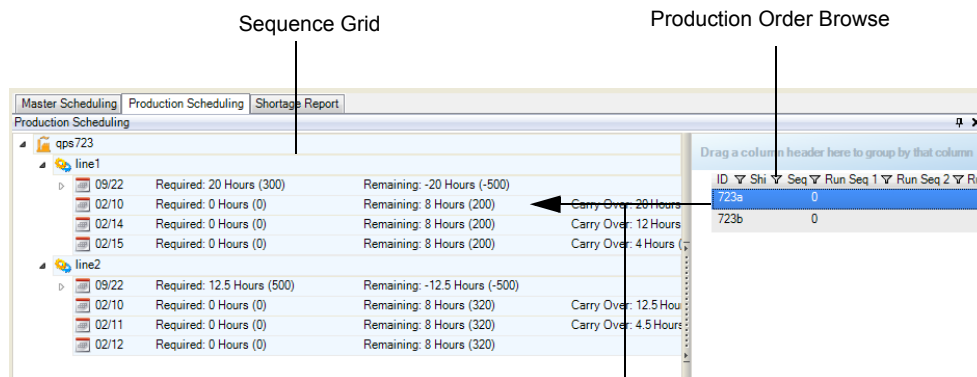 Sequence Grid
Production Order Browse
Master Scheduling Production Scheduling Shortage Report
Production Scheduling
qps723
line1
09/22 Required: 20 Hours (300) Remaining: -20 Hours (-500)
02/10 Required: 0 Hours (0) Remaining: 8 Hours (200) Carry Over: 20 Hours
02/14 Required: 0 Hours (0) Remaining: 8 Hours (200) Carry Over: 12 Hours
02/15 Required: 0 Hours (0) Remaining: 8 Hours (200) Carry Over: 4 Hours (
line2
09/22 Required: 12.5 Hours (500) Remaining: -12.5 Hours (-500)
02/10 Required: 0 Hours (0) Remaining: 8 Hours (320) Carry Over: 12.5 Hou
02/11 Required: 0 Hours (0) Remaining: 8 Hours (320) Carry Over: 4.5 Hours
02/12 Required: 0 Hours (0) Remaining: 8 Hours (320)
Drag a column header here to group by that column
ID Shi Seq Run Seq 1 Run Seq 2 R
723a 0
723b 0